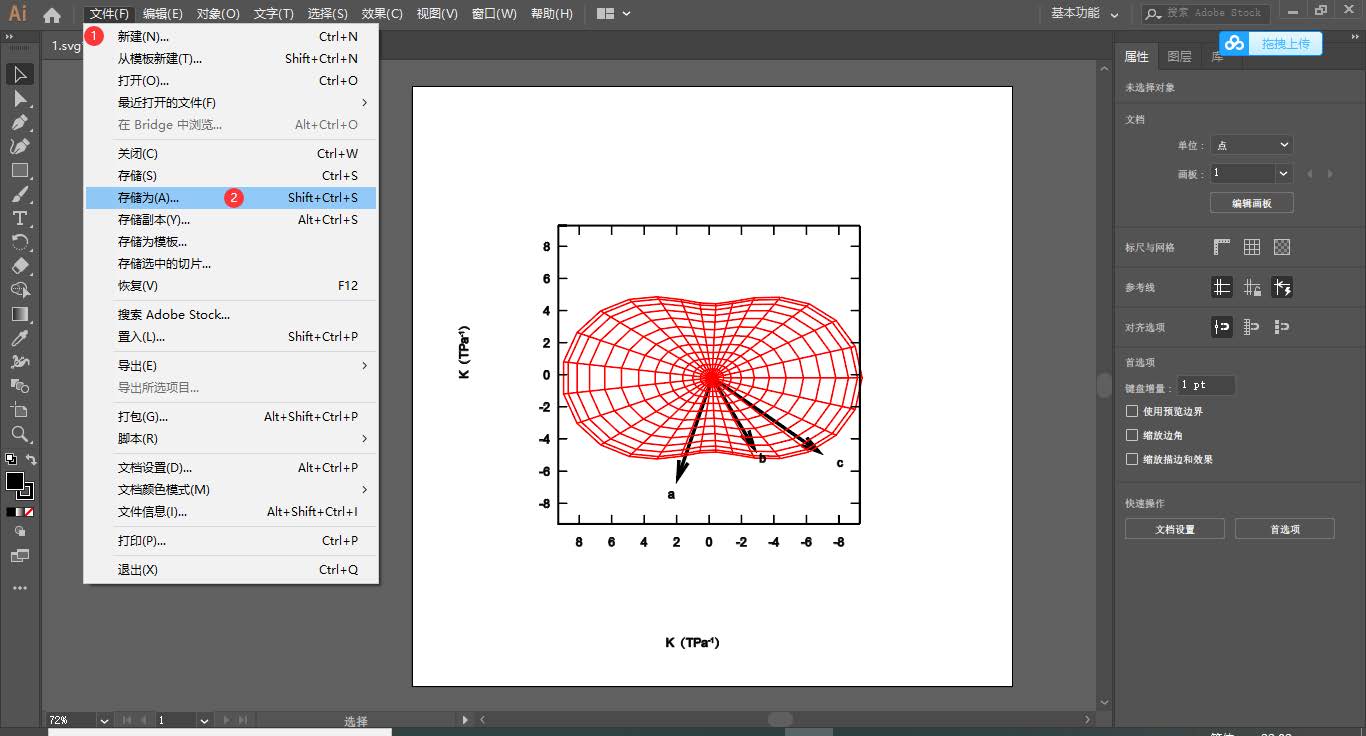 Ai 文件(F) 编辑(E) 对象(O) 文字(T) 选择(S) 效果(C) 视图(V) 窗口(W) 帮助(H) 基本功能 搜索 Adobe Stock
1.svg
1 新建(N)... Ctrl+N
从模板新建(T)... Shift+Ctrl+N
打开(O)... Ctrl+O
最近打开的文件(F)
在 Bridge 中浏览... Alt+Ctrl+O
关闭(C) Ctrl+W
存储(S) Ctrl+S
存储为(A)... 2 Shift+Ctrl+S
存储副本(Y)... Alt+Ctrl+S
存储为模板...
存储选中的切片...
恢复(V) F12
搜索 Adobe Stock...
置入(L)... Shift+Ctrl+P
导出(E)
导出所选项目...
打包(G)... Alt+Shift+Ctrl+P
脚本(R)
文档设置(D)... Alt+Ctrl+P
文档颜色模式(M)
文件信息(I)... Alt+Shift+Ctrl+I
打印(P)... Ctrl+P
退出(X) Ctrl+Q
8
6
4
2
0
-2
-4
-6
-8
K (TPa⁻¹)
a
b
c
8 6 4 2 0 -2 -4 -6 -8
K (TPa⁻¹)
拖拽上传
属性 图层 库
未选择对象
文档
单位: 点
画板: 1
编辑画板
标尺与网格
参考线
对齐选项
首选项
键盘增量: 1 pt
使用预览边界
缩放边角
缩放描边和效果
快速操作
文档设置 首选项
72% 1 选择